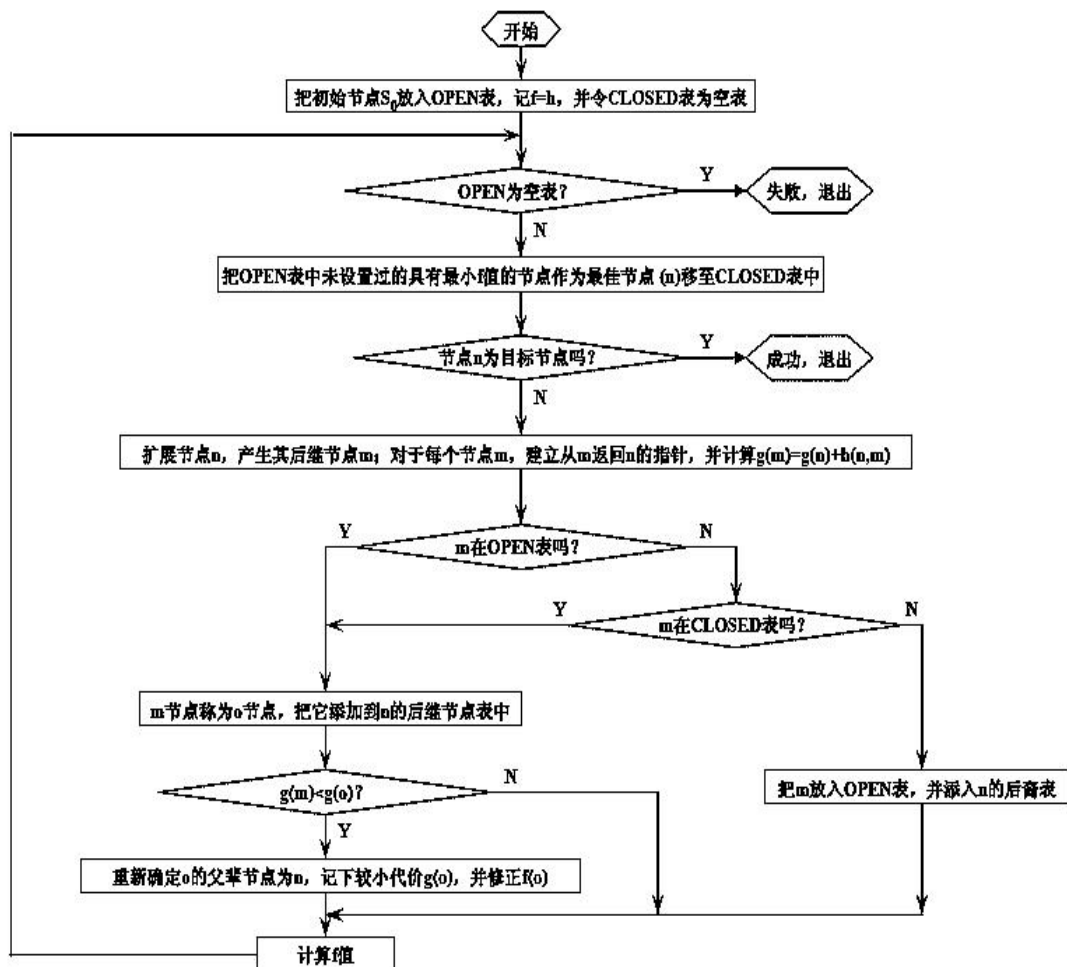 开始
把初始节点S0放入OPEN表，记f=h，并令CLOSED表为空表
OPEN为空表？
Y
失败，退出
N
把OPEN表中未设置过的具有最小f值的节点作为最佳节点 (n)移至CLOSED表中
节点n为目标节点吗？
Y
成功，退出
N
扩展节点n，产生其后继节点m；对于每个节点m，建立从m返回n的指针，并计算g(m)=g(n)+h(n,m)
Y
m在OPEN表吗？
N
Y
m在CLOSED表吗？
N
m节点称为o节点，把它添加到n的后继节点表中
g(m)<g(o)？
N
把m放入OPEN表，并添入n的后裔表
Y
重新确定o的父辈节点为n，记下较小代价g(o)，并修正f(o)
计算f值